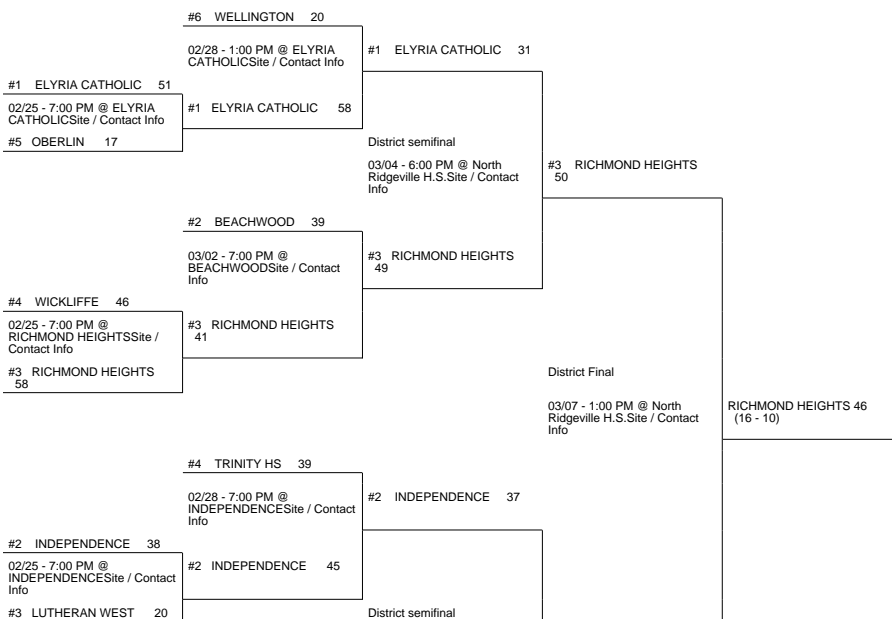 #6 WELLINGTON 20
02/28 - 1:00 PM @ ELYRIA
CATHOLICSite / Contact Info
#1 ELYRIA CATHOLIC 31
#1 ELYRIA CATHOLIC 51
02/25 - 7:00 PM @ ELYRIA
CATHOLICSite / Contact Info
#1 ELYRIA CATHOLIC 58
#5 OBERLIN 17
District semifinal
03/04 - 6:00 PM @ North
Ridgeville H.S.Site / Contact
Info
#3 RICHMOND HEIGHTS
50
#2 BEACHWOOD 39
03/02 - 7:00 PM @
BEACHWOODSite / Contact
Info
#3 RICHMOND HEIGHTS
49
#4 WICKLIFFE 46
02/25 - 7:00 PM @
RICHMOND HEIGHTSSite /
Contact Info
#3 RICHMOND HEIGHTS
41
#3 RICHMOND HEIGHTS
58
District Final
03/07 - 1:00 PM @ North
Ridgeville H.S.Site / Contact
Info
RICHMOND HEIGHTS 46
(16 - 10)
#4 TRINITY HS 39
02/28 - 7:00 PM @
INDEPENDENCESite / Contact
Info
#2 INDEPENDENCE 37
#2 INDEPENDENCE 38
02/25 - 7:00 PM @
INDEPENDENCESite / Contact
Info
#2 INDEPENDENCE 45
#3 LUTHERAN WEST 20
District semifinal